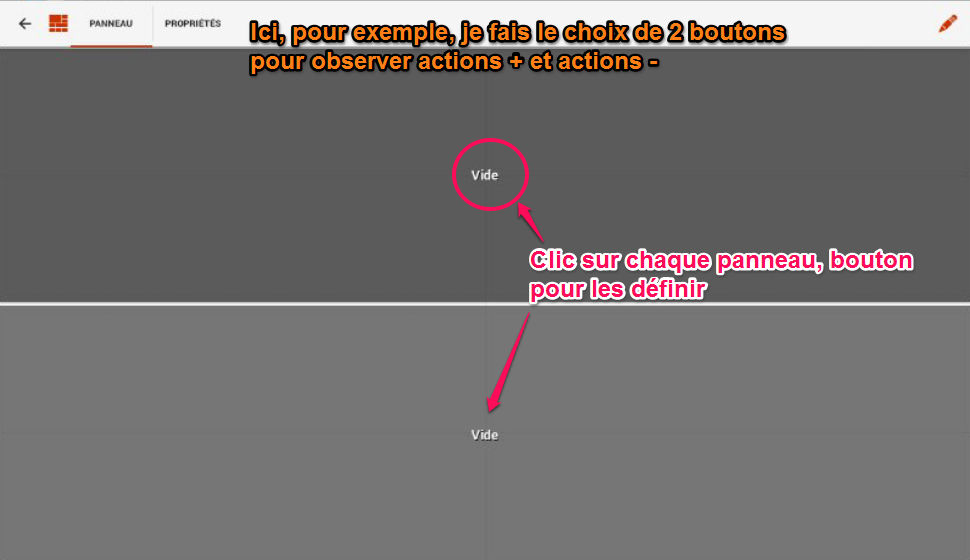 PANNEAU
PROPRIÉTÉS
Ici, pour exemple, je fais le choix de 2 boutons
pour observer actions + et actions -
Vide
Clic sur chaque panneau, bouton
pour les définir
Vide